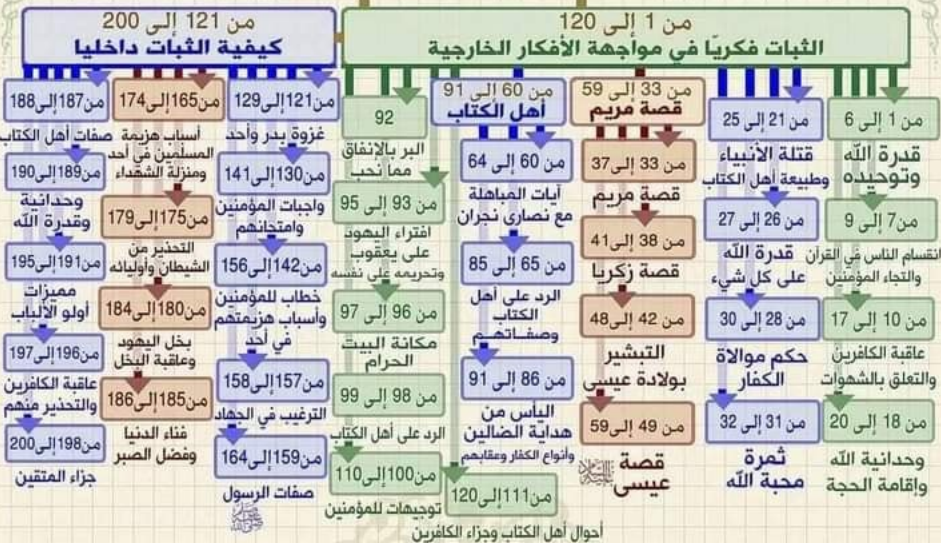 من 1 إلى 120
الثبات فكريًا في مواجهة الأفكار الخارجية
من 1 إلى 6
قدرة الله
وتوحيده
من7 إلى 9
انقسام الناس في القرآن
والتجاء المؤمنين
من 10 إلى 17
عاقبة الكافرين
والتعلق بالشهوات
من 18 إلى 20
وحدانية الله
وإقامة الحجة
من 21 إلى 25
قتلة الأنبياء
وطبيعة أهل الكتاب
من 26 إلى 27
قدرة الله
على كل شيء
من 28 إلى 30
حكم موالاة
الكفار
من 31 إلى 32
ثمرة
محبة الله
من 33 إلى 59
قصة مريم
من 33 إلى 37
قصة مريم
من 38 إلى 41
قصة زكريا
من 42 إلى 48
التبشير
بولادة عيسى
من 49 إلى 59
قصة
عيسى
من 60 إلى 91
أهل الكتاب
من 60 إلى 64
آيات المباهلة
مع نصارى نجران
من 65 إلى 85
الرد على أهل
الكتاب
وصفاتهم
من 86 إلى 91
اليأس من
هداية الضالين
وأنواع الكفار وعقابهم
92
البر بالإنفاق
مما نحب
من 93 إلى 95
افتراء اليهود
على يعقوب
وتحريمه على نفسه
من 96 إلى 97
مكانة البيت
الحرام
من 98 إلى 99
الرد على أهل الكتاب
من100إلى110
توجيهات للمؤمنين
من111إلى120
أحوال أهل الكتاب وجزاء الكافرين
من 121 إلى 200
كيفية الثبات داخليا
من121إلى129
غزوة بدر وأحد
من130إلى141
واجبات المؤمنين
وامتحانهم
من142إلى156
خطاب للمؤمنين
وأسباب هزيمتهم
في أحد
من157إلى158
الترغيب في الجهاد
من159إلى164
صفات الرسول
ﷺ
من165إلى174
أسباب هزيمة
المسلمين في أحد
ومنزلة الشهداء
من175إلى179
التحذير من
الشيطان وأوليائه
من180إلى184
بخل اليهود
وعاقبة البخل
من185إلى186
فناء الدنيا
وفضل الصبر
من187إلى188
صفات أهل الكتاب
من189إلى190
وحدانية
وقدرة الله
من191إلى195
مميزات
أولو الألباب
من196إلى197
عاقبة الكافرين
والتحذير منهم
من198إلى200
جزاء المتقين